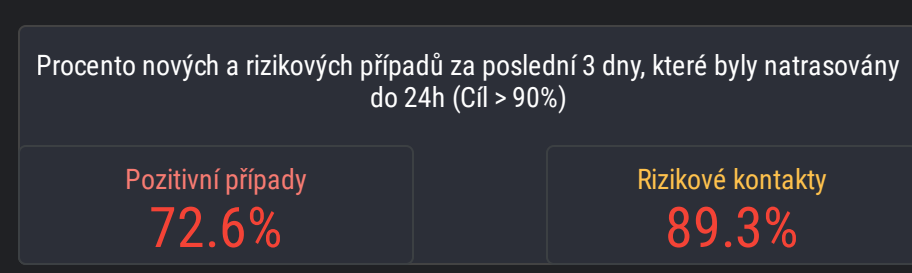 Procento nových a rizikových případů za poslední 3 dny, které byly natrasovány
do 24h (Cíl > 90%)
Pozitivní případy
72.6%
Rizikové kontakty
89.3%